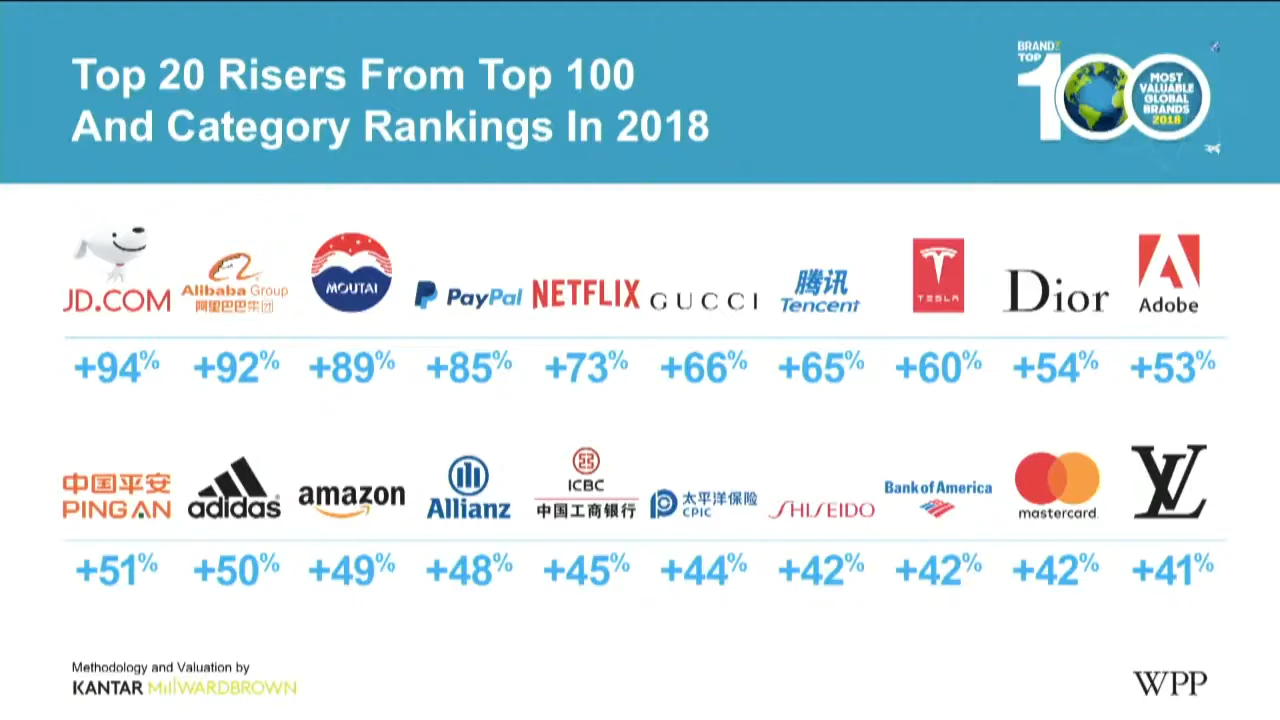 Top 20 Risers From Top 100
And Category Rankings In 2018
BRANDZ
TOP
100
MOST
VALUABLE
GLOBAL
BRANDS
2018
JD.COM
Alibaba Group
阿里巴巴集团
MOUTAI
PayPal
NETFLIX
GUCCI
腾讯
Tencent
TESLA
Dior
Adobe
+94% +92% +89% +85% +73% +66% +65% +60% +54% +53%
中国平安
PING AN
adidas
amazon
Allianz
ICBC
中国工商银行
太平洋保险
CPIC
SHISEIDO
Bank of America
mastercard.
LV
+51% +50% +49% +48% +45% +44% +42% +42% +42% +41%
Methodology and Valuation by
KANTAR MillWARDBROWN
WPP